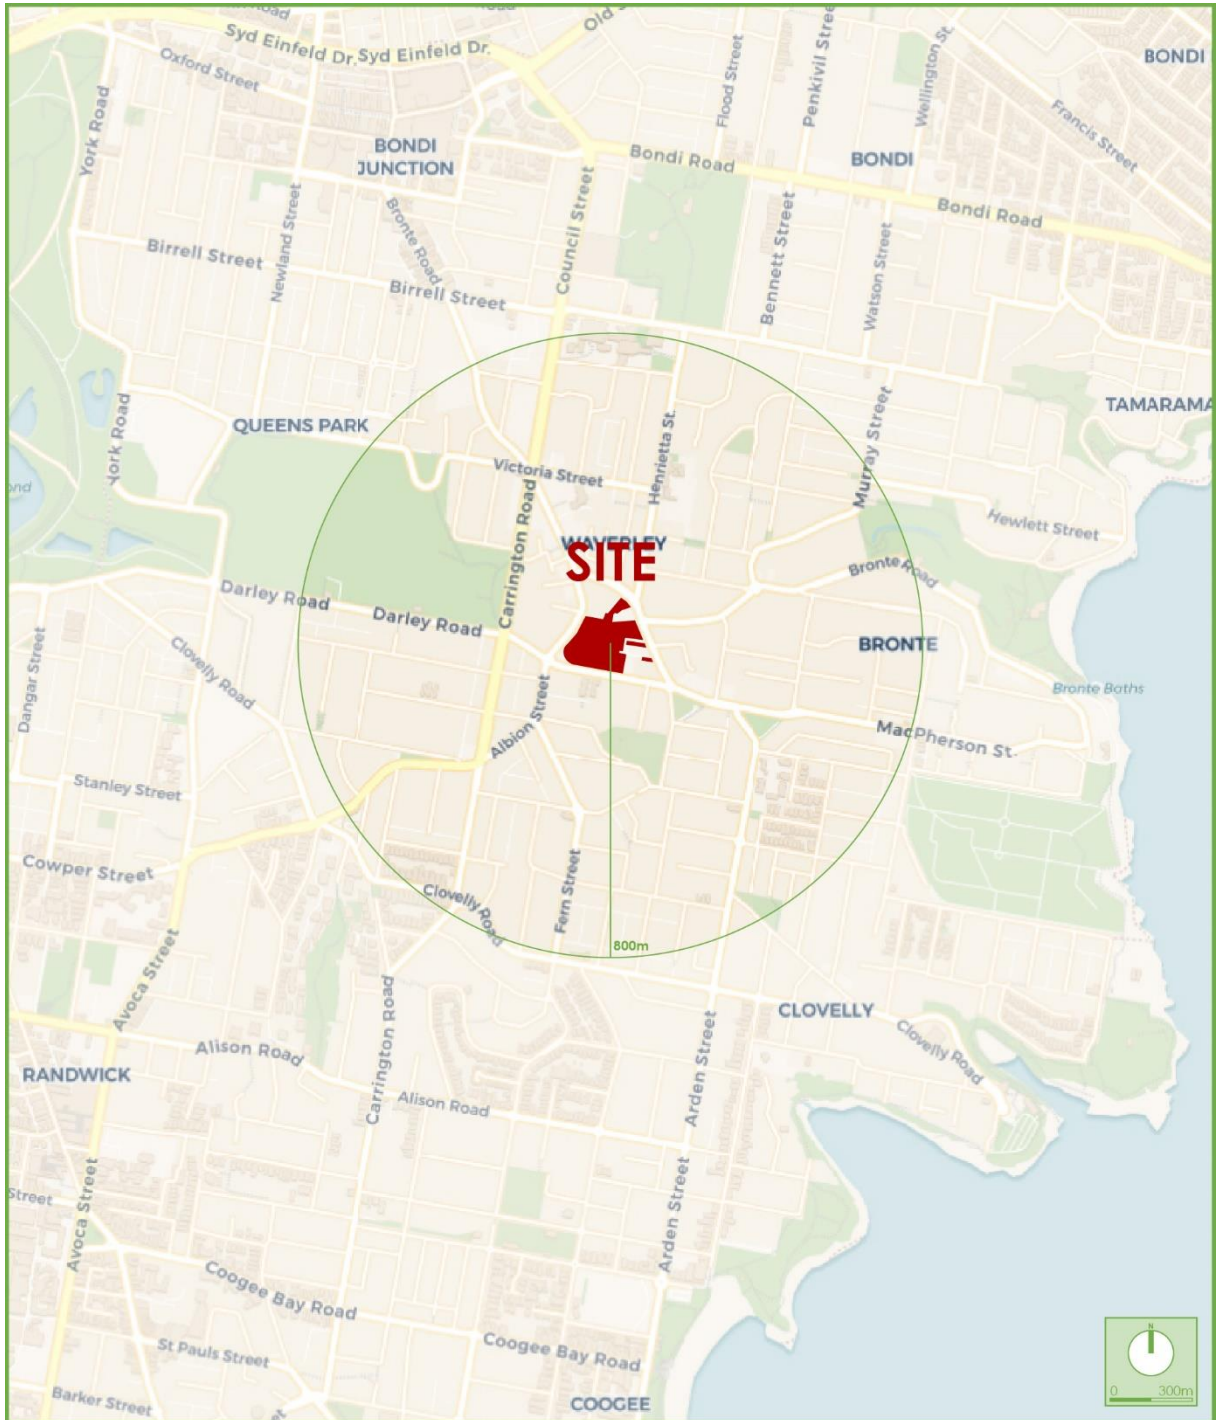 Syd Einfeld Dr.
Syd Einfeld Dr.
Old
BONDI
Oxford Street
York Road
Flood Street
Penkivil Street
Wellington St.
Francis Street
BONDI
JUNCTION
Bondi Road
BONDI
Bondi Road
Council Street
Newland Street
Bronte Road
Bennett Street
Watson Street
Birrell Street
Birrell Street
TAMARAMA
York Road
QUEENS PARK
Murray Street
Henrietta St.
Victoria Street
Carrington Road
Hewlett Street
WAVERLEY
SITE
Bronte Road
Darley Road
Darley Road
BRONTE
Clovelly Road
Dangar Street
Bronte Baths
Albion Street
MacPherson St.
Stanley Street
Cowper Street
Clovelly Road
Fern Street
800m
Avoca Street
Carrington Road
CLOVELLY
Clovelly Road
Alison Road
Arden Street
RANDWICK
Alison Road
Street
Avoca Street
Arden Street
Coogee Bay Road
Coogee Bay Road
St Pauls Street
Barker Street
COOGEE
N
0 300m